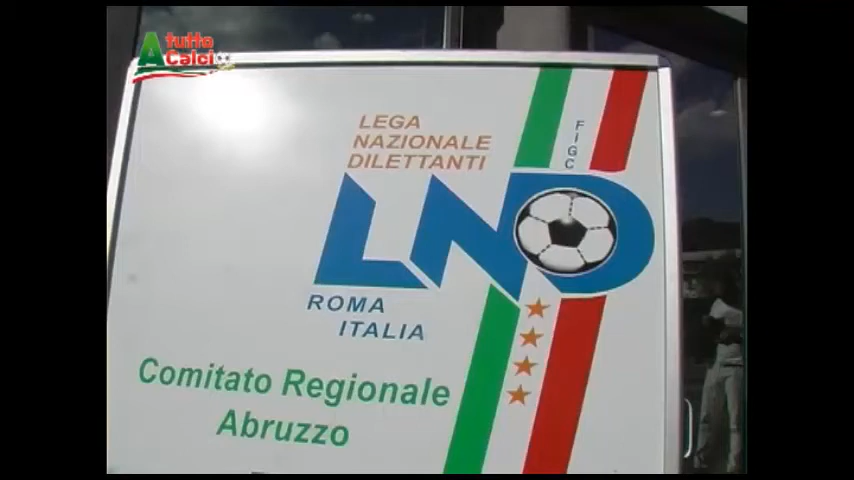 A tutto
Calcio
LEGA
NAZIONALE
DILETTANTI
FIGC
LND
ROMA
ITALIA
Comitato Regionale
Abruzzo